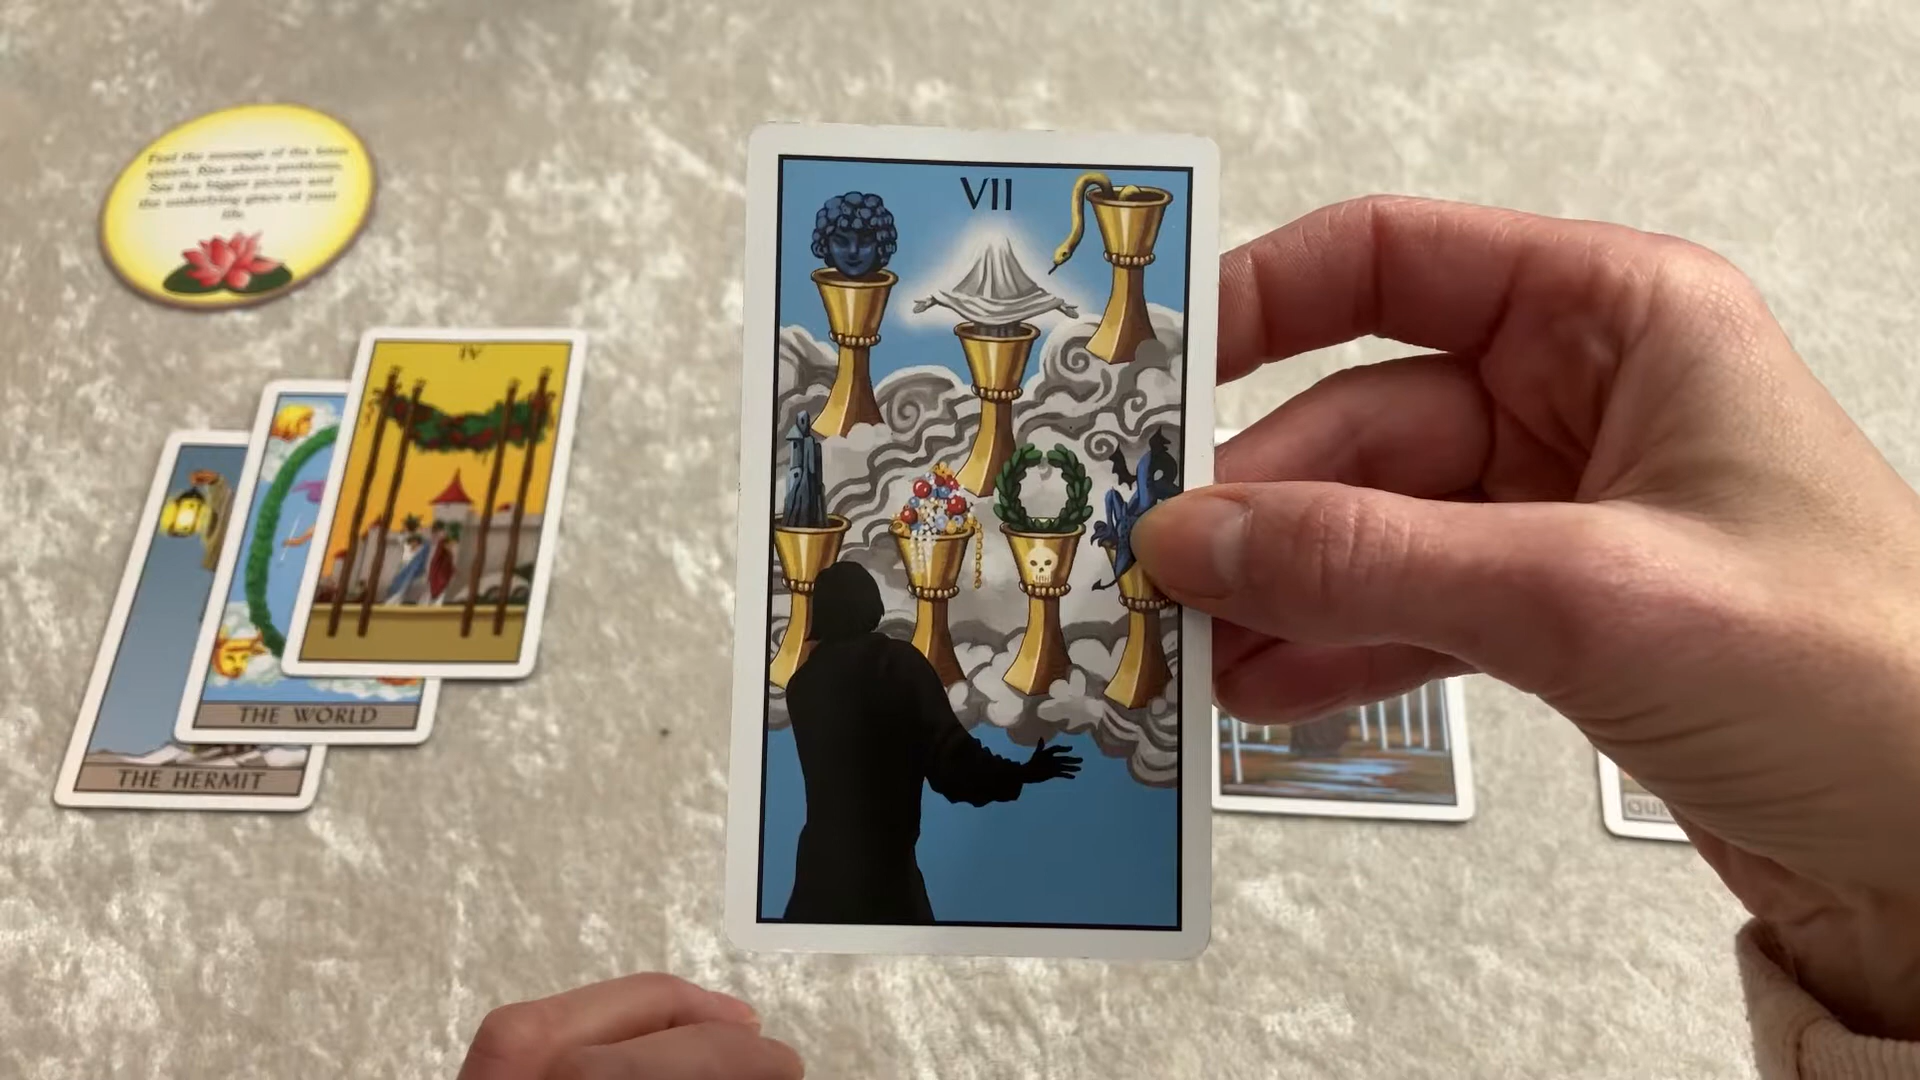 Feel the message of the lotus
queen. Rise above problems.
See the bigger picture and
the underlying grace of your
life.
IV
VII
THE WORLD
THE HERMIT
QUE